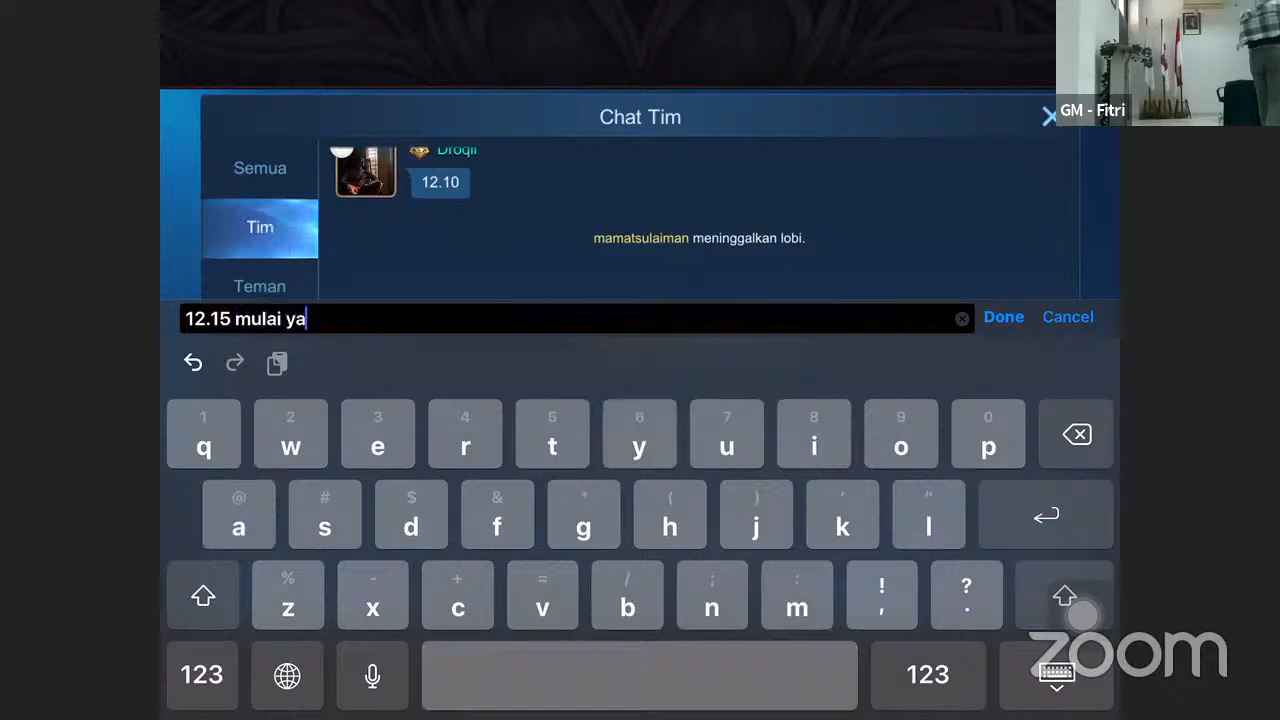 Chat Tim
GM - Fitri
Semua
Droqii
12.10
Tim
mamatsulaiman meninggalkan lobi.
Teman
12.15 mulai ya
Done
Cancel
1 2 3 4 5 6 7 8 9 0
q w e r t y u i o p
@ # $ & * ( ) ' "
a s d f g h j k l
% - + = / ; : ! ?
z x c v b n m , .
123
123
zoom